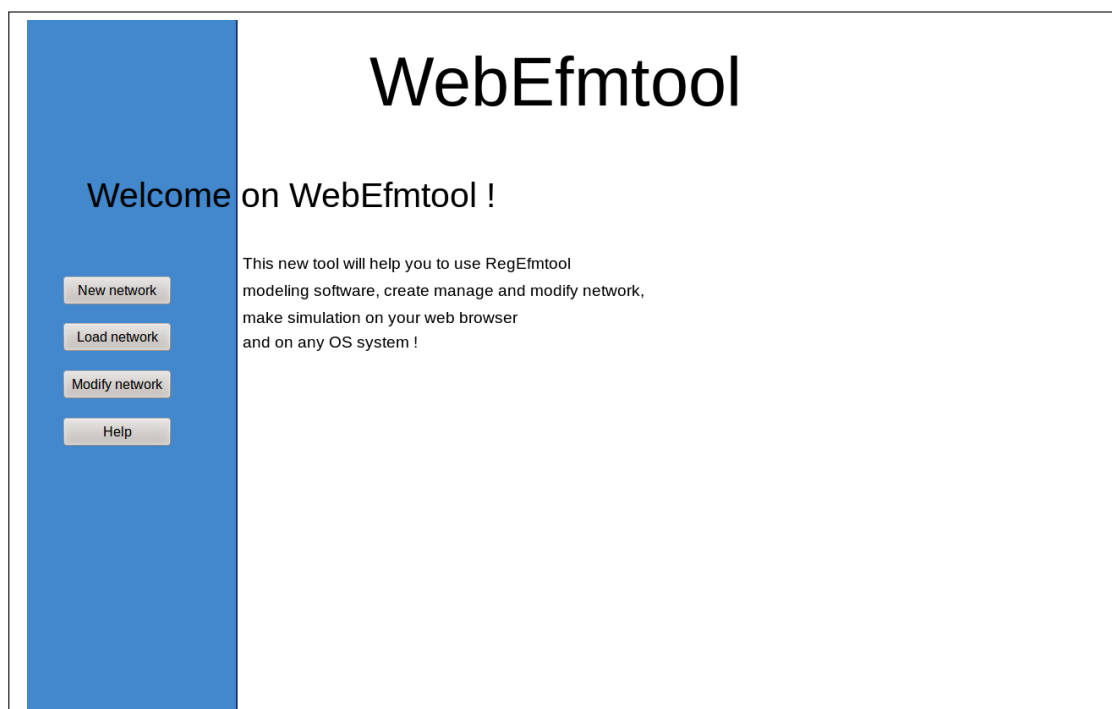 WebEfmtool
Welcome on WebEfmtool !
This new tool will help you to use RegEfmtool
modeling software, create manage and modify network,
make simulation on your web browser
and on any OS system !
New network
Load network
Modify network
Help